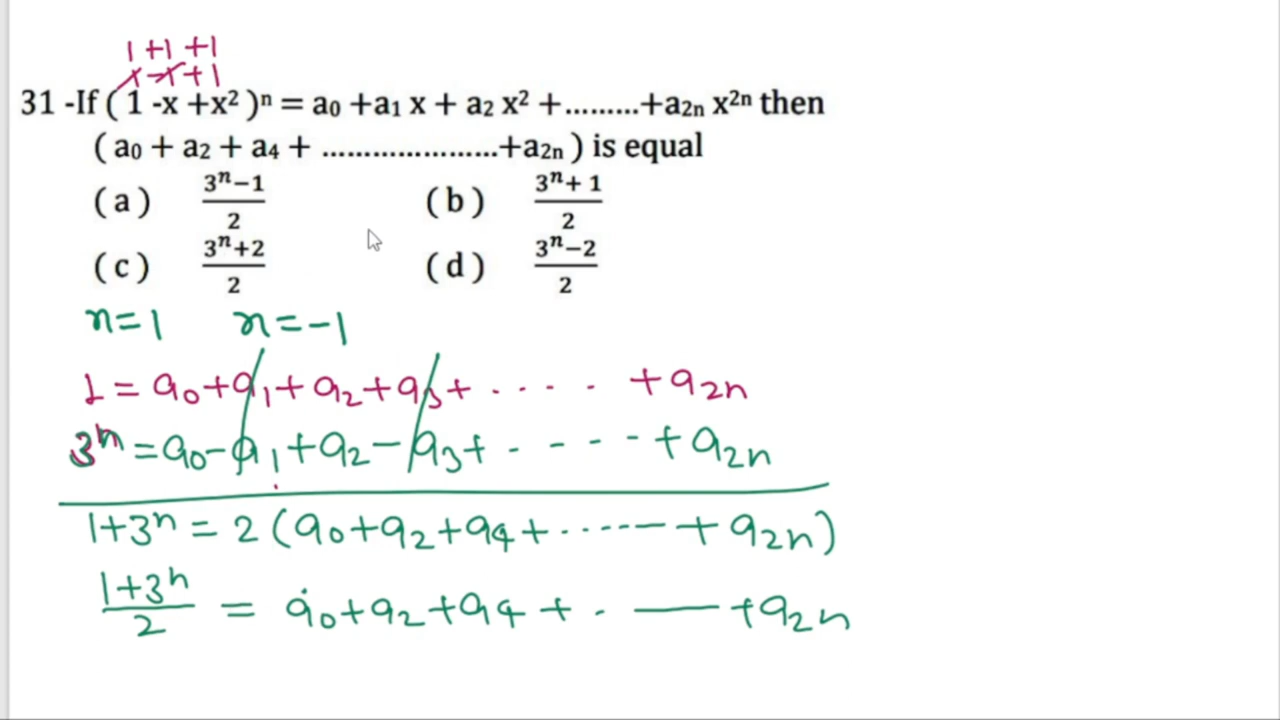 1 +1 +1
1 -1 +1
31 -If ( 1 -x +x² )ⁿ = a₀ +a₁ x + a₂ x² +.........+a₂ₙ x²ⁿ then
( a₀ + a₂ + a₄ + ......................+a₂ₙ ) is equal
( a ) (3ⁿ−1)/2 ( b ) (3ⁿ+ 1)/2
( c ) (3ⁿ+2)/2 ( d ) (3ⁿ−2)/2
x=1 x=-1
1 = a₀+a₁+a₂+a₃+ . . . . . +a₂ₙ
3ⁿ =a₀-a₁+a₂-a₃+ . - - - - +a₂ₙ
1+3ⁿ = 2 (a₀+a₂+a₄+......— +a₂ₙ)
(1+3ⁿ)/2 = a₀+a₂+a₄+ . —— +a₂ₙ